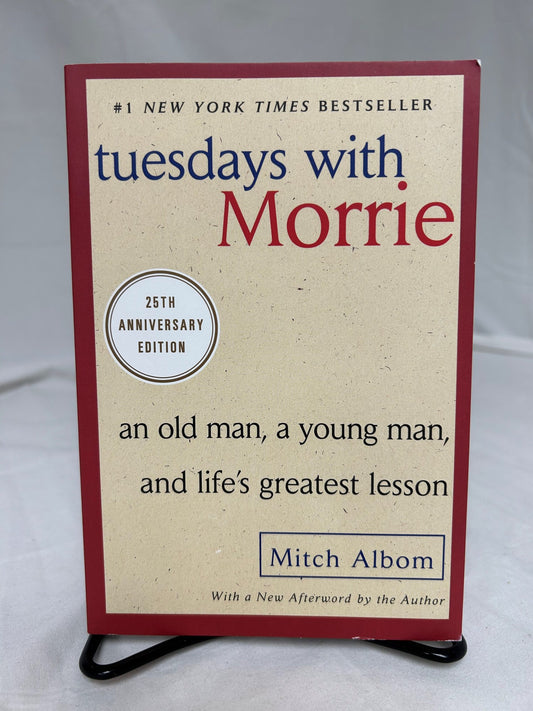 #1 NEW YORK TIMES BESTSELLER
tuesdays with
Morrie
25TH
ANNIVERSARY
EDITION
an old man, a young man,
and life's greatest lesson
Mitch Albom
With a New Afterword by the Author